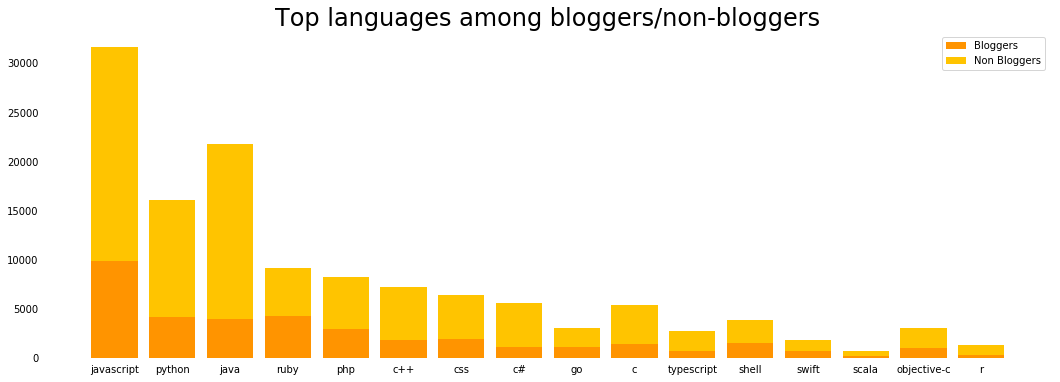 Top languages among bloggers/non-bloggers
Bloggers
Non Bloggers
30000
25000
20000
15000
10000
5000
0
javascript python java ruby php c++ css c# go c typescript shell swift scala objective-c r